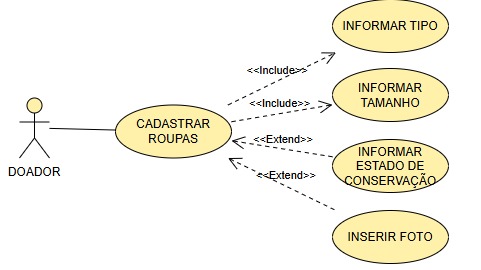 INFORMAR TIPO
<<Include>>
INFORMAR
TAMANHO
<<Include>>
CADASTRAR
ROUPAS
<<Extend>>
INFORMAR
ESTADO DE
CONSERVAÇÃO
DOADOR
<<Extend>>
INSERIR FOTO